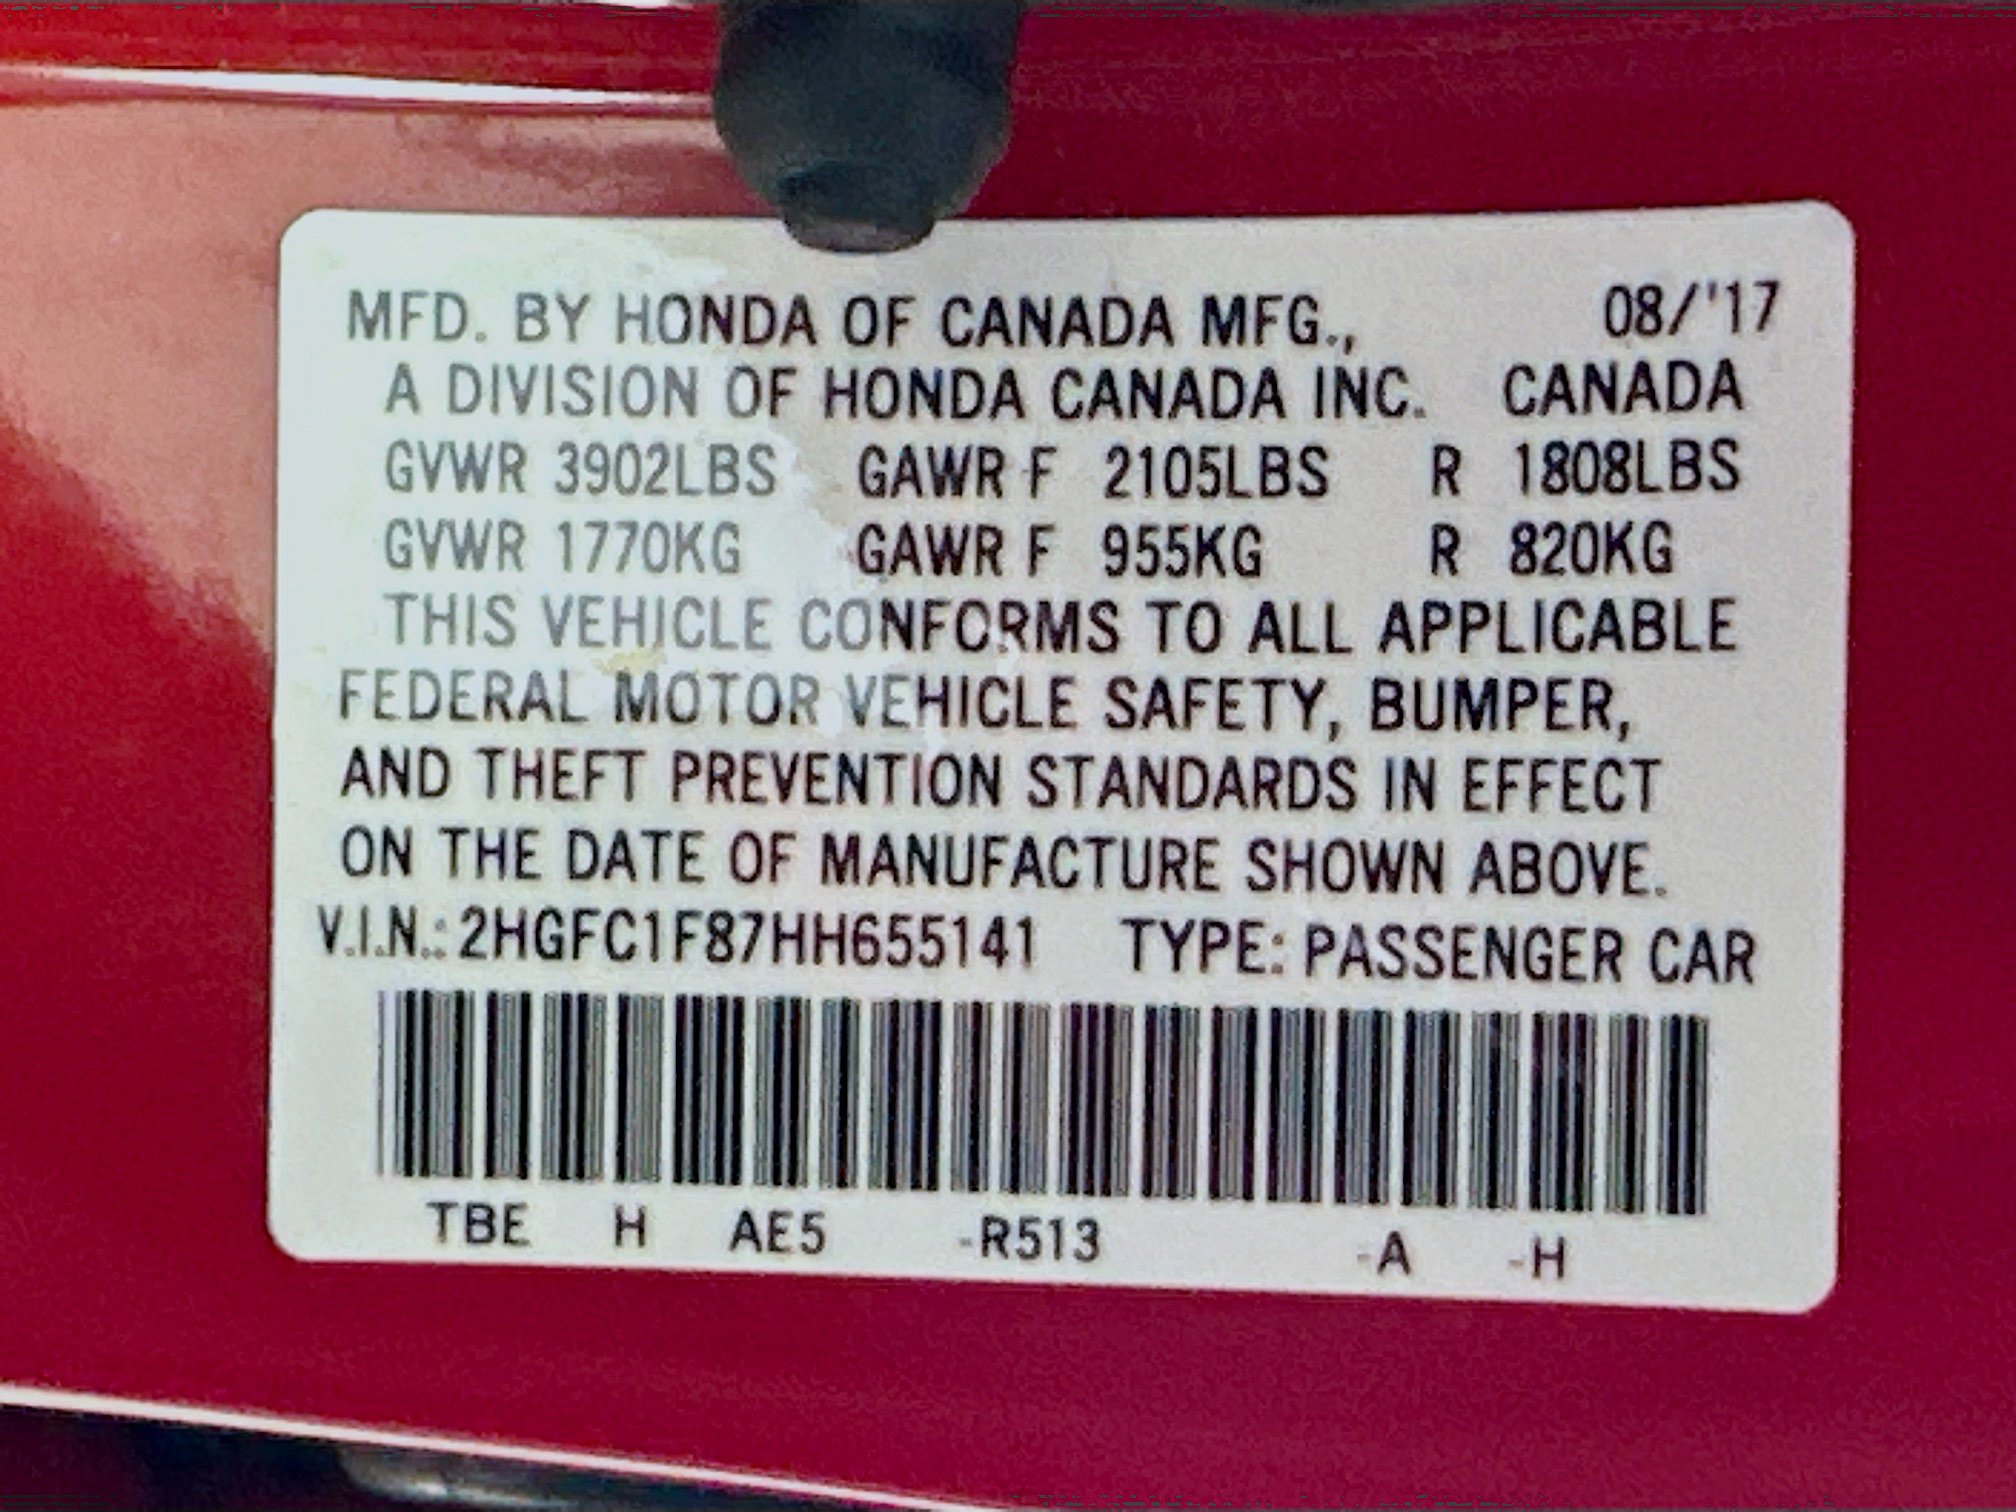 MFD. BY HONDA OF CANADA MFG., 08/'17
A DIVISION OF HONDA CANADA INC. CANADA
GVWR 3902LBS GAWR F 2105LBS R 1808LBS
GVWR 1770KG GAWR F 955KG R 820KG
THIS VEHICLE CONFORMS TO ALL APPLICABLE
FEDERAL MOTOR VEHICLE SAFETY, BUMPER,
AND THEFT PREVENTION STANDARDS IN EFFECT
ON THE DATE OF MANUFACTURE SHOWN ABOVE.
V.I.N.: 2HGFC1F87HH655141 TYPE: PASSENGER CAR
TBE H AE5 -R513 -A -H